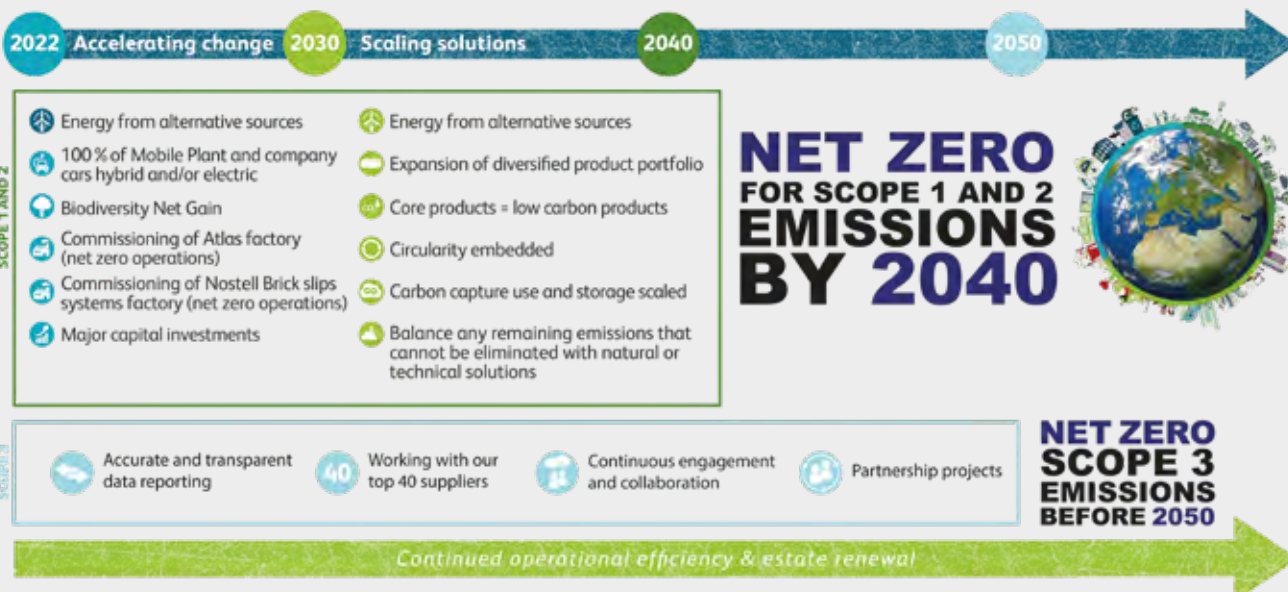 2022 Accelerating change 2030 Scaling solutions 2040 2050
SCOPE 1 AND 2
Energy from alternative sources
100% of Mobile Plant and company
cars hybrid and/or electric
Biodiversity Net Gain
Commissioning of Atlas factory
(net zero operations)
Commissioning of Nostell Brick slips
systems factory (net zero operations)
Major capital investments
Energy from alternative sources
Expansion of diversified product portfolio
Core products = low carbon products
Circularity embedded
Carbon capture use and storage scaled
Balance any remaining emissions that
cannot be eliminated with natural or
technical solutions
NET ZERO
FOR SCOPE 1 AND 2
EMISSIONS
BY 2040
SCOPE 3
Accurate and transparent
data reporting
40
Working with our
top 40 suppliers
Continuous engagement
and collaboration
Partnership projects
NET ZERO
SCOPE 3
EMISSIONS
BEFORE 2050
Continued operational efficiency & estate renewal